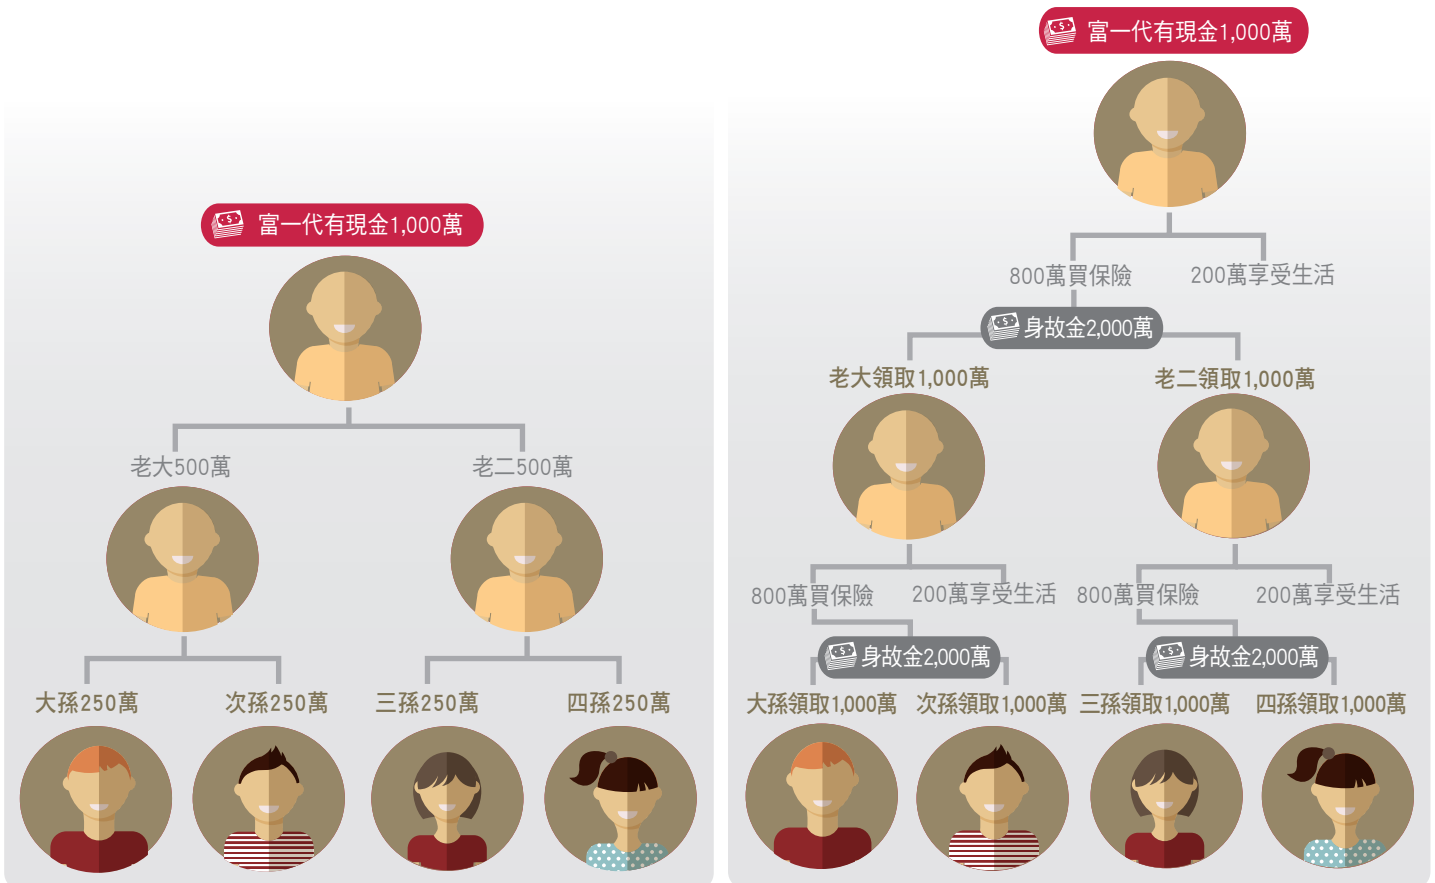 富一代有現金1,000萬
老大500萬
老二500萬
大孫250萬
次孫250萬
三孫250萬
四孫250萬
富一代有現金1,000萬
800萬買保險
200萬享受生活
身故金2,000萬
老大領取1,000萬
老二領取1,000萬
800萬買保險
200萬享受生活
800萬買保險
200萬享受生活
身故金2,000萬
身故金2,000萬
大孫領取1,000萬
次孫領取1,000萬
三孫領取1,000萬
四孫領取1,000萬